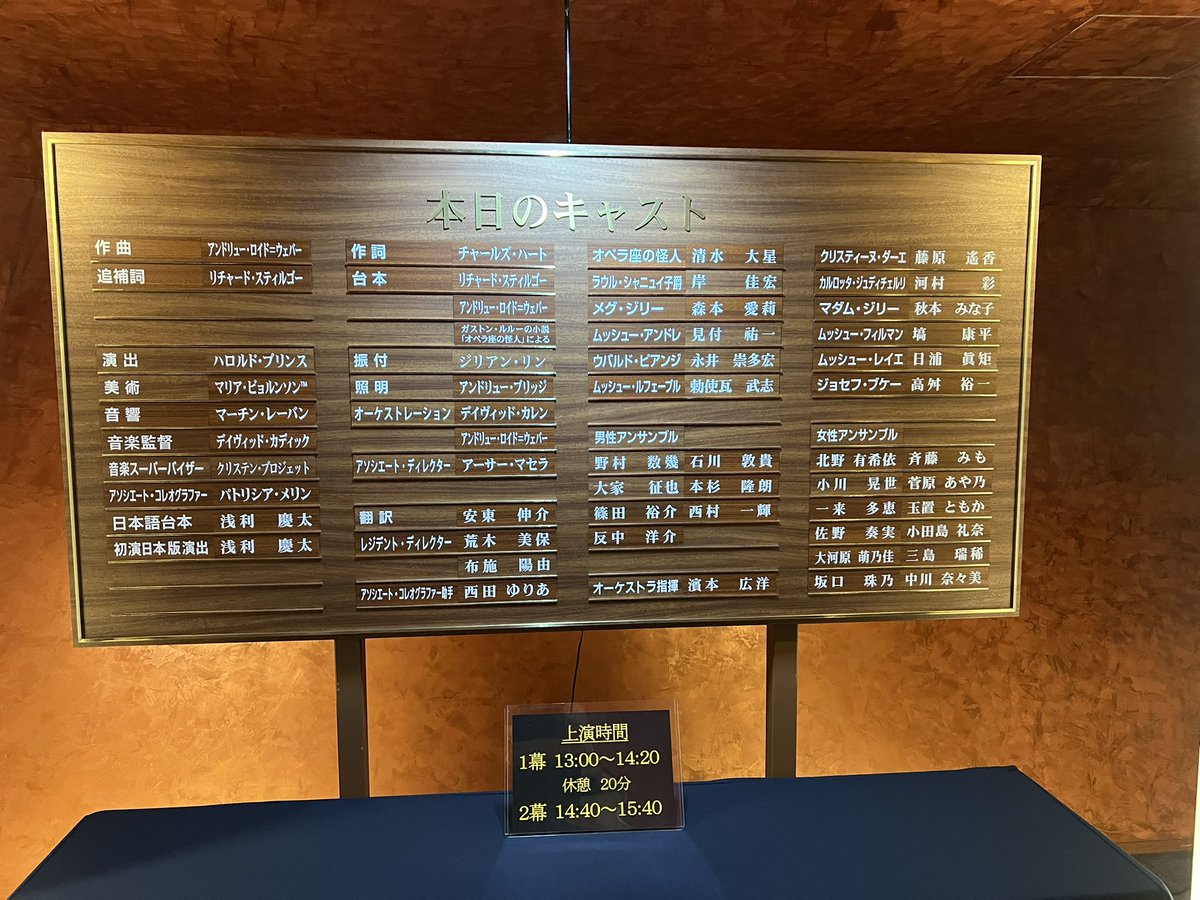 本日のキャスト
作曲 アンドリュー・ロイド=ウェバー
追補詞 リチャード・スティルゴー
演出 ハロルド・プリンス
美術 マリア・ビョルンソン™
音響 マーチン・レーバン
音楽監督 デイヴィッド・カディック
音楽スーパーバイザー クリステン・ブロジェット
アソシエート・コレオグラファー パトリシア・メリン
日本語台本 浅利 慶太
初演日本版演出 浅利 慶太
作詞 チャールズ・ハート
台本 リチャード・スティルゴー
アンドリュー・ロイド=ウェバー
ガストン・ルルーの小説
「オペラ座の怪人」による
振付 ジリアン・リン
照明 アンドリュー・ブリッジ
オーケストレーション デイヴィッド・カレン
アンドリュー・ロイド=ウェバー
アソシエート・ディレクター アーサー・マセラ
翻訳 安東 伸介
レジデント・ディレクター 荒木 美保
布施 陽由
アソシエート・コレオグラファー助手 西田 ゆりあ
オペラ座の怪人 清水 大星
ラウル・シャニュイ子爵 岸 佳宏
メグ・ジリー 森本 愛莉
ムッシュー・アンドレ 見付 祐一
ウバルド・ピアンジ 永井 崇多宏
ムッシュー・ルフェーブル 勅使瓦 武志
男性アンサンブル
野村 数幾 石川 敦貴
大家 征也 本杉 隆朗
篠田 裕介 西村 一輝
反中 洋介
オーケストラ指揮 濱本 広洋
クリスティーヌ・ダーエ 藤原 遙香
カルロッタ・ジュディチェルリ 河村 彩
マダム・ジリー 秋本 みな子
ムッシュー・フィルマン 塙 康平
ムッシュー・レイエ 日浦 眞矩
ジョセフ・ブケー 高舛 裕一
女性アンサンブル
北野 有希依 斉藤 みも
小川 晃世 菅原 あや乃
一来 多恵 玉置 ともか
佐野 奏実 小田島 礼奈
大河原 萌乃佳 三島 瑞稀
坂口 珠乃 中川 奈々美
上演時間
1幕 13:00～14:20
休憩 20分
2幕 14:40～15:40